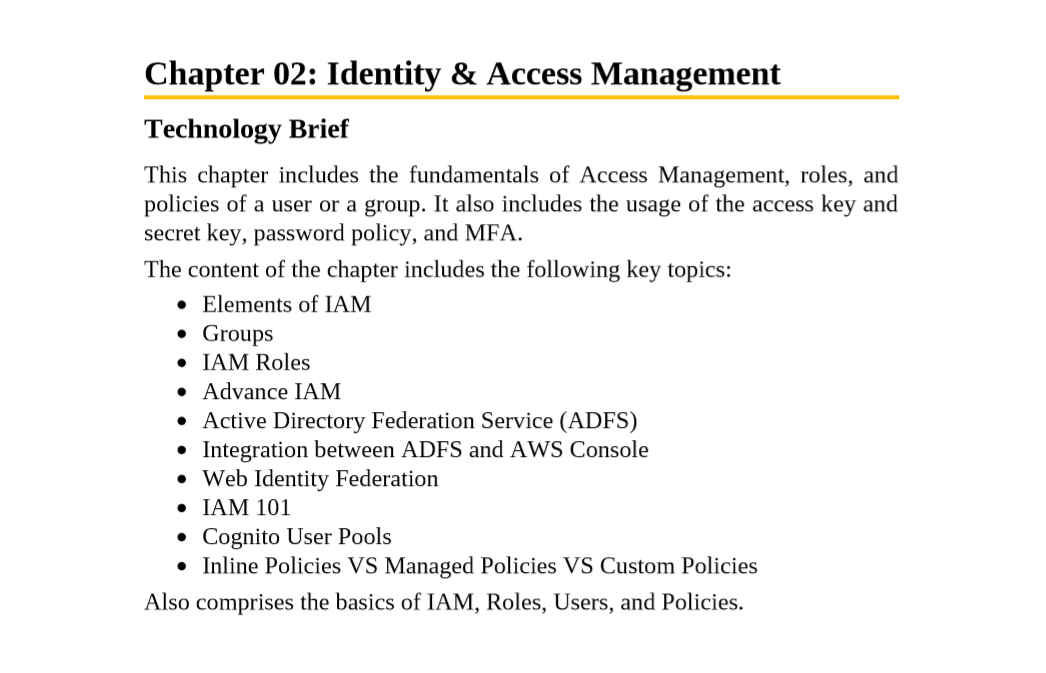 Chapter 02: Identity & Access Management
Technology Brief
This chapter includes the fundamentals of Access Management, roles, and
policies of a user or a group. It also includes the usage of the access key and
secret key, password policy, and MFA.
The content of the chapter includes the following key topics:
• Elements of IAM
• Groups
• IAM Roles
• Advance IAM
• Active Directory Federation Service (ADFS)
• Integration between ADFS and AWS Console
• Web Identity Federation
• IAM 101
• Cognito User Pools
• Inline Policies VS Managed Policies VS Custom Policies
Also comprises the basics of IAM, Roles, Users, and Policies.